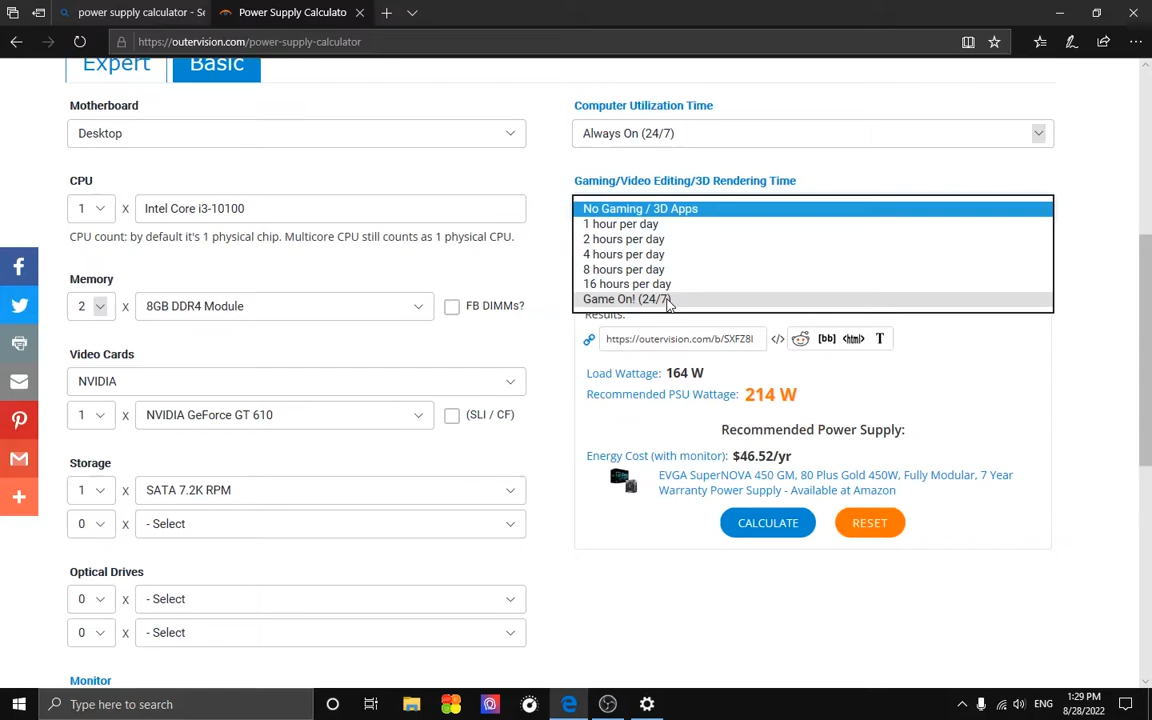 power supply calculator - Se
Power Supply Calculato
https://outervision.com/power-supply-calculator
Expert
Basic
Motherboard
Desktop
CPU
1
X
Intel Core i3-10100
CPU count: by default it's 1 physical chip. Multicore CPU still counts as 1 physical CPU.
Memory
2
X
8GB DDR4 Module
FB DIMMs?
Video Cards
NVIDIA
1
X
NVIDIA GeForce GT 610
(SLI / CF)
Storage
1
X
SATA 7.2K RPM
0
X
- Select
Optical Drives
0
X
- Select
0
X
- Select
Monitor
Computer Utilization Time
Always On (24/7)
Gaming/Video Editing/3D Rendering Time
No Gaming / 3D Apps
1 hour per day
2 hours per day
4 hours per day
8 hours per day
16 hours per day
Game On! (24/7)
Results:
https://outervision.com/b/SXFZ8I
</> [bb] <html> T
Load Wattage: 164 W
Recommended PSU Wattage: 214 W
Recommended Power Supply:
Energy Cost (with monitor): $46.52/yr
EVGA SuperNOVA 450 GM, 80 Plus Gold 450W, Fully Modular, 7 Year
Warranty Power Supply - Available at Amazon
CALCULATE
RESET
Type here to search
ENG
1:29 PM
8/28/2022